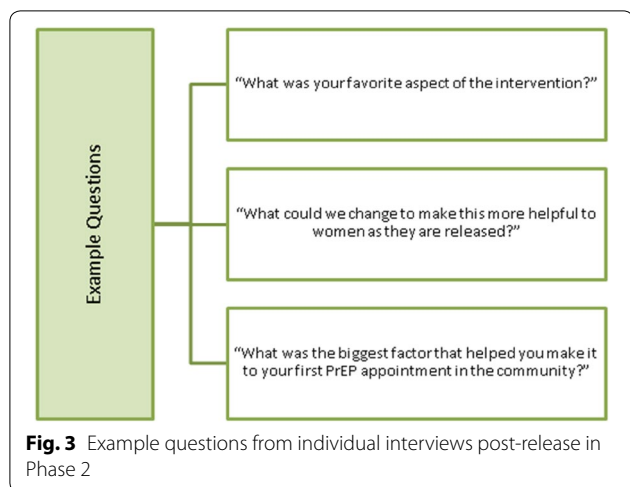 Example Questions
“What was your favorite aspect of the intervention?”
“What could we change to make this more helpful to
women as they are released?”
“What was the biggest factor that helped you make it
to your first PrEP appointment in the community?”
Fig. 3 Example questions from individual interviews post-release in
Phase 2